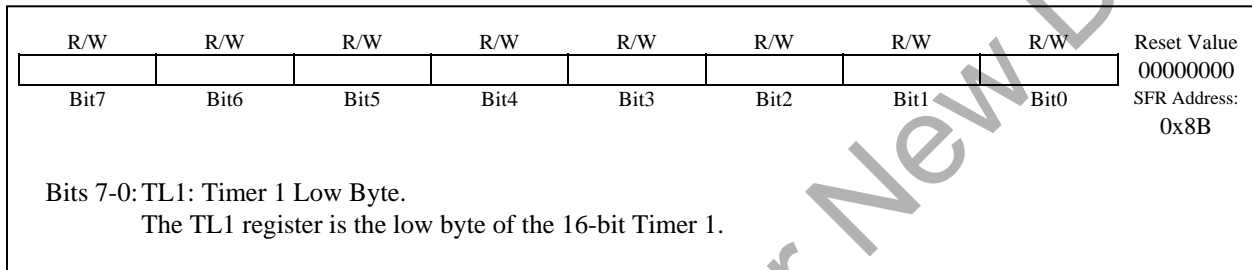 R/W R/W R/W R/W R/W R/W R/W R/W Reset Value
00000000
Bit7 Bit6 Bit5 Bit4 Bit3 Bit2 Bit1 Bit0 SFR Address:
0x8B
Bits 7-0: TL1: Timer 1 Low Byte.
The TL1 register is the low byte of the 16-bit Timer 1.
New